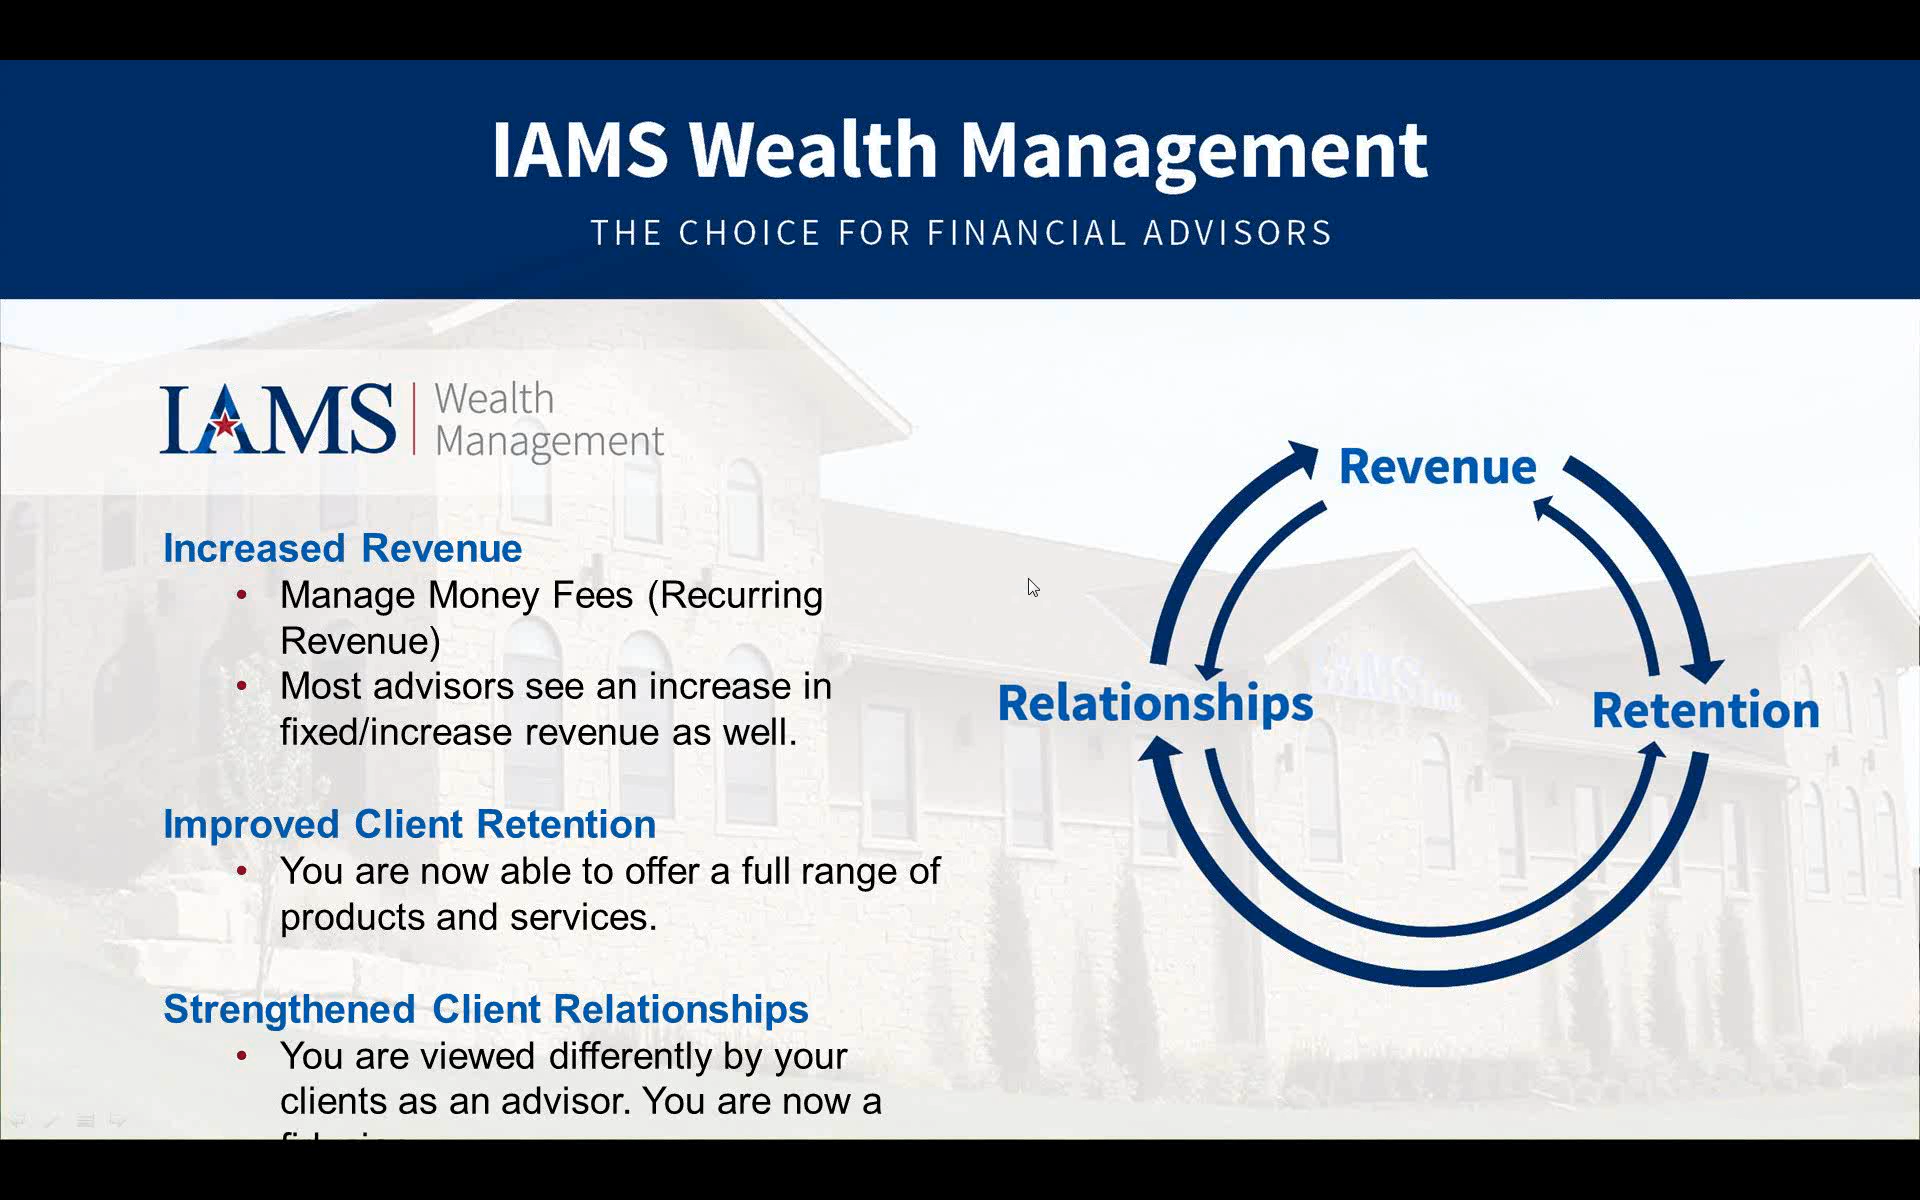 IAMS Wealth Management
THE CHOICE FOR FINANCIAL ADVISORS
IAMS
Wealth
Management
Increased Revenue
• Manage Money Fees (Recurring
Revenue)
• Most advisors see an increase in
fixed/increase revenue as well.
Improved Client Retention
• You are now able to offer a full range of
products and services.
Strengthened Client Relationships
• You are viewed differently by your
clients as an advisor. You are now a
Revenue
Relationships
Retention
IAMS